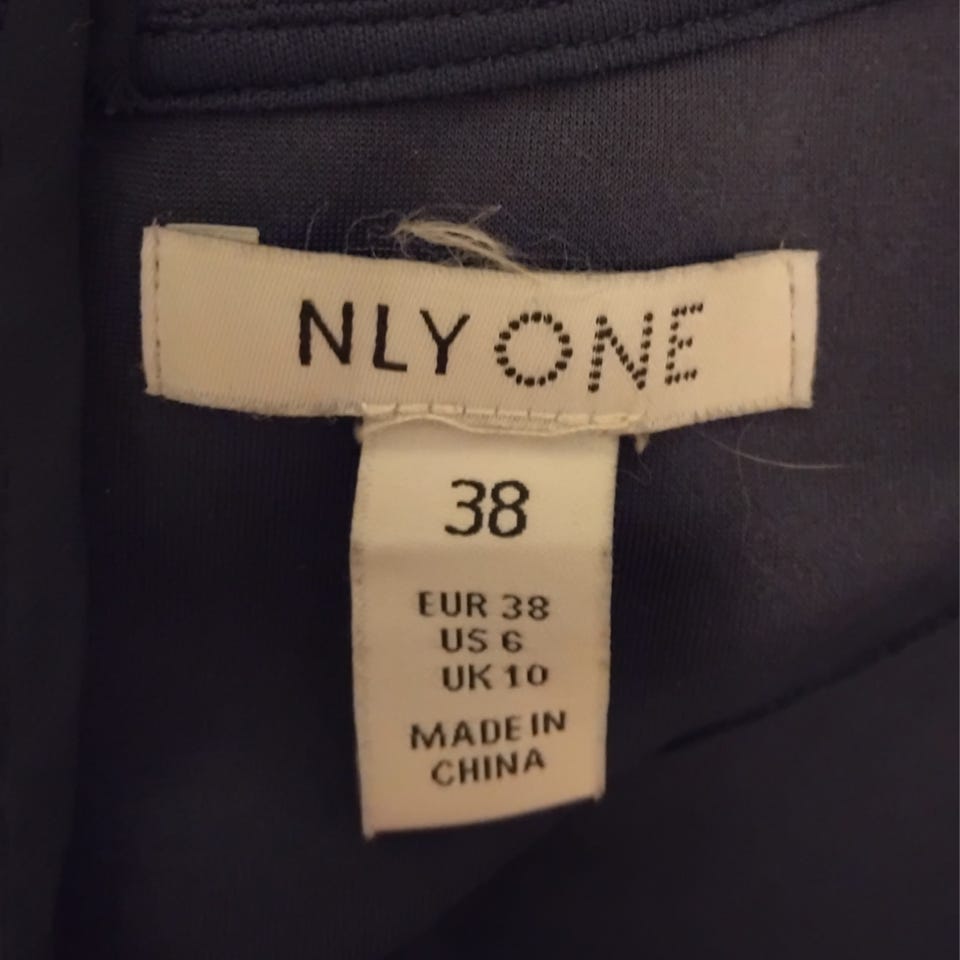 NLY ONE
38
EUR 38
US 6
UK 10
MADE IN
CHINA